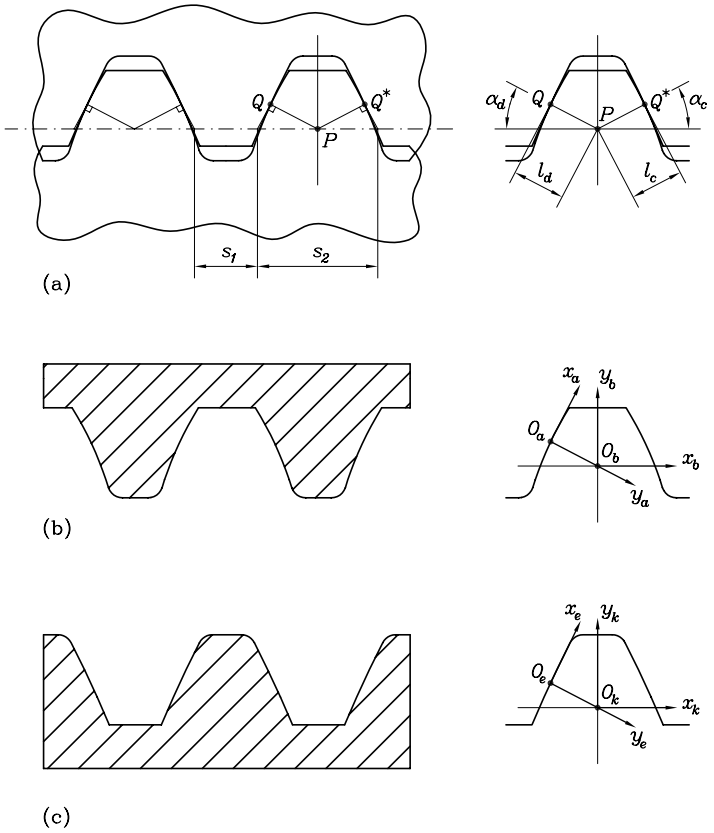 Q Q* P
s1 s2
αd Q P Q* αc
ld lc
(a)
xa yb
Oa Ob xb
ya
(b)
xe yk
Oe Ok xk
ye
(c)